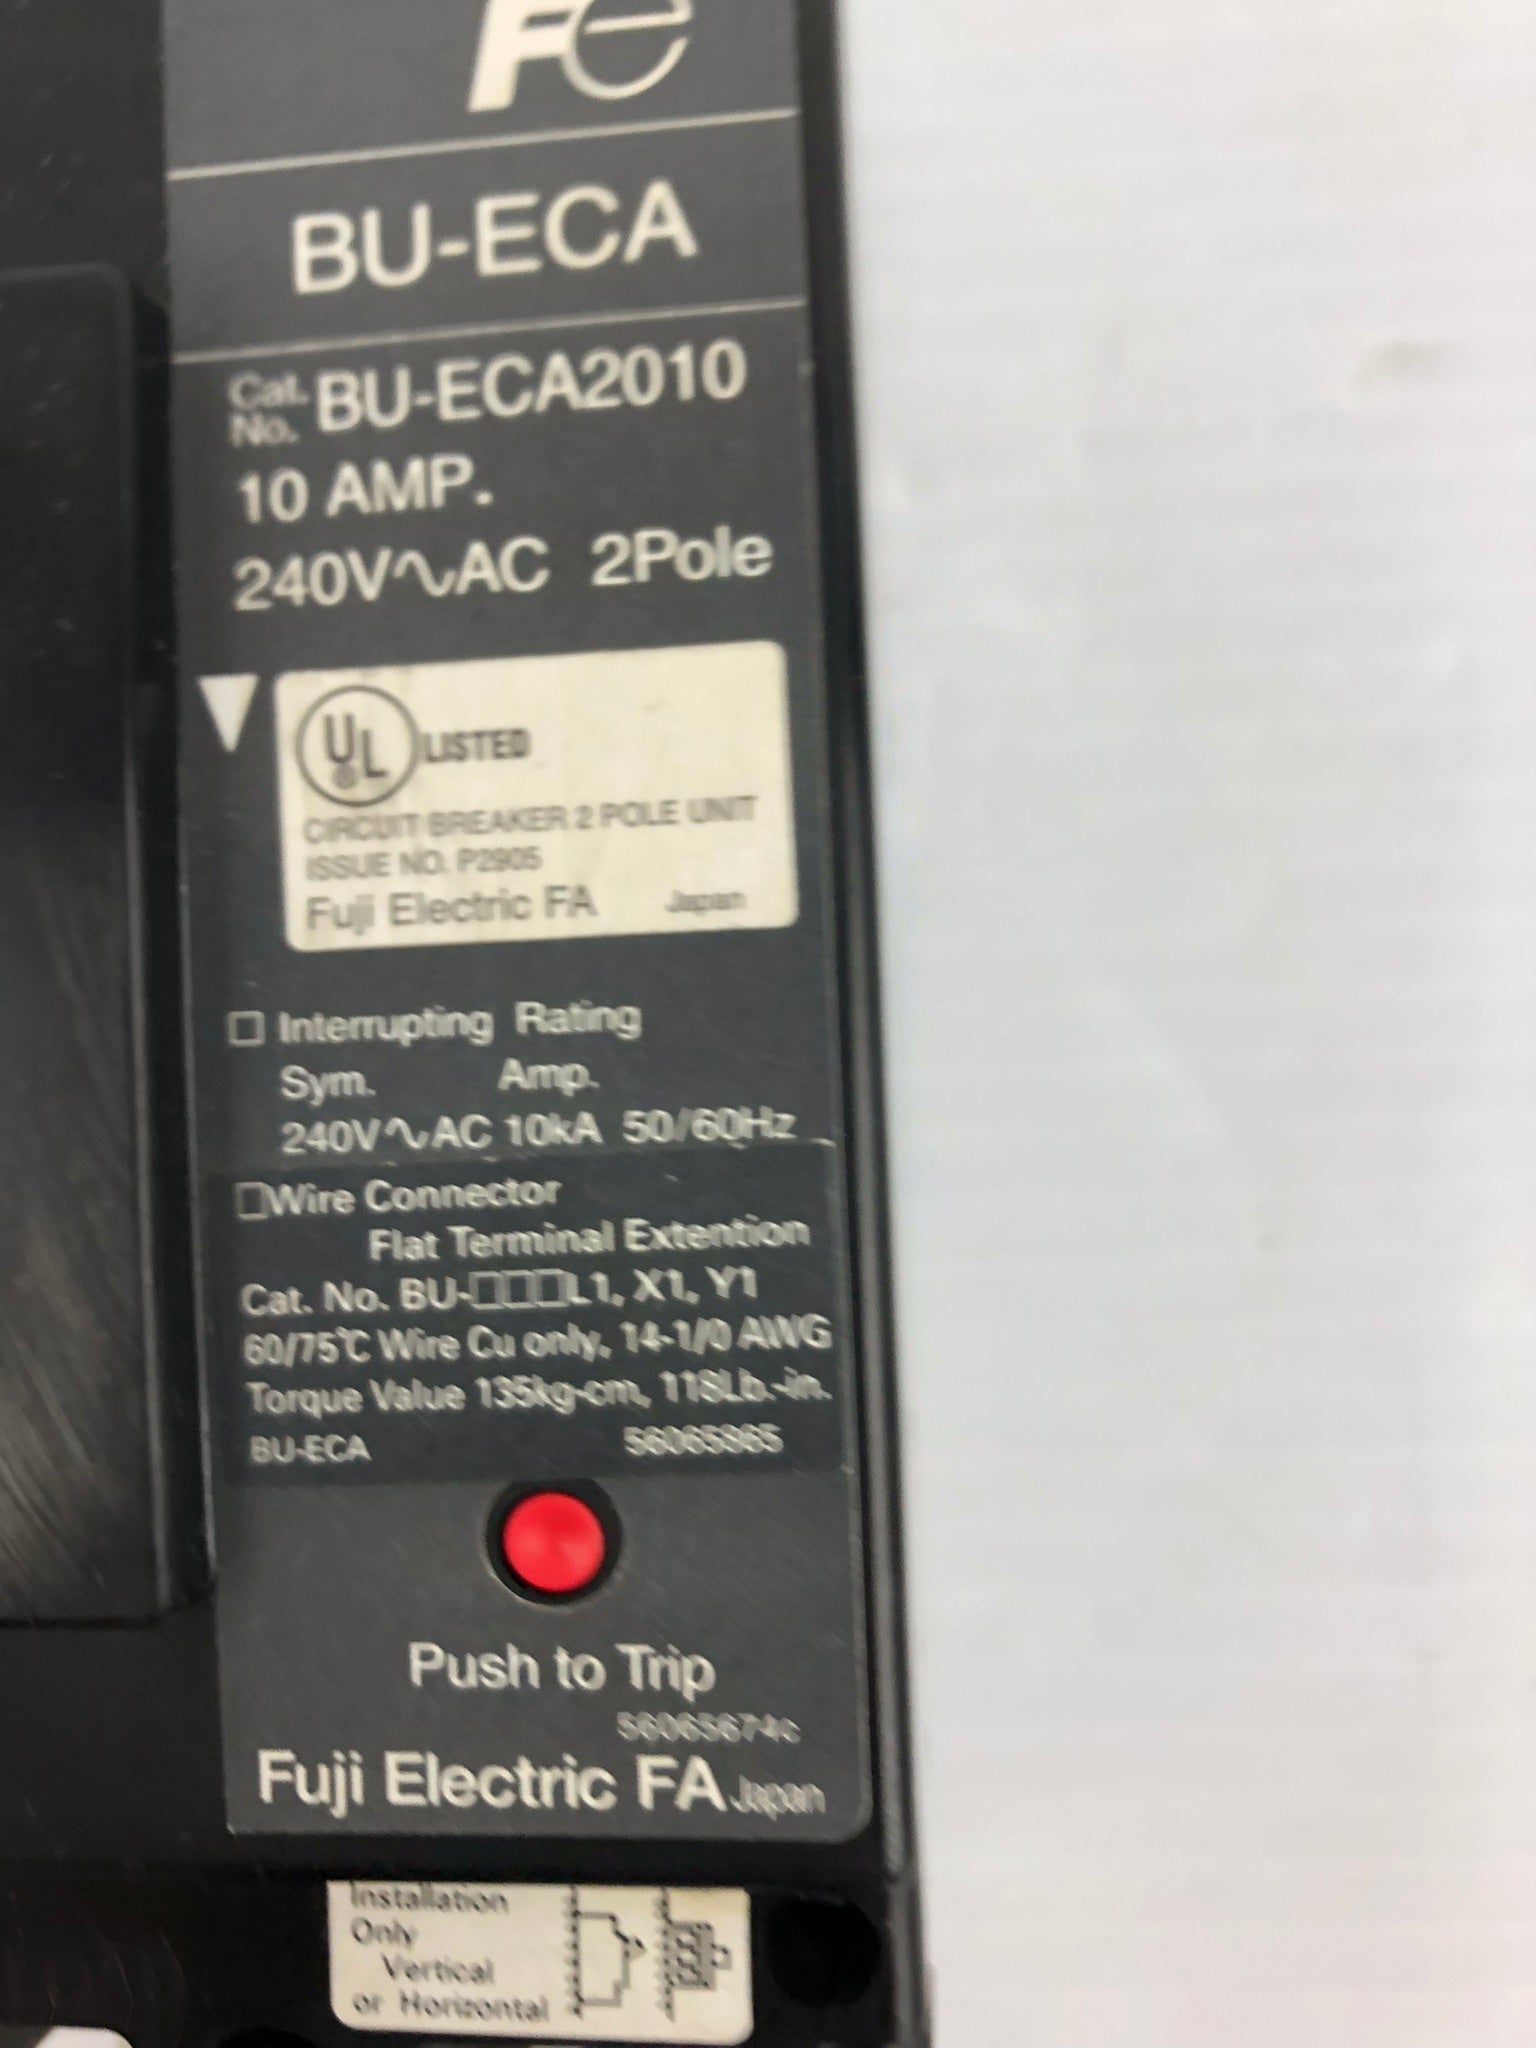 Fe
BU-ECA
Cat. No. BU-ECA2010
10 AMP.
240V∿AC 2Pole
UL LISTED
CIRCUIT BREAKER 2 POLE UNIT
ISSUE NO. P2905
Fuji Electric FA Japan
□ Interrupting Rating
Sym. Amp.
240V∿AC 10kA 50/60Hz
□Wire Connector
Flat Terminal Extention
Cat. No. BU-□□□L1, X1, Y1
60/75℃ Wire Cu only, 14-1/0 AWG
Torque Value 135kg-cm, 118Lb.-in.
BU-ECA 56065865
Push to Trip
56065674c
Fuji Electric FA Japan
Installation
Only
Vertical
or Horizontal